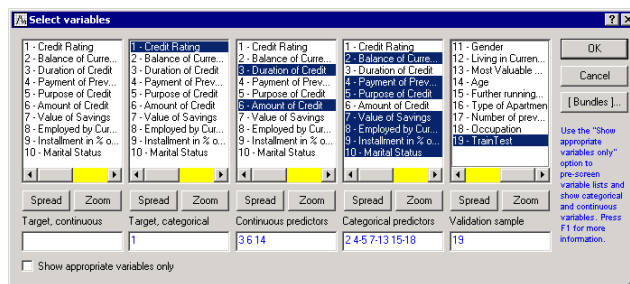 Select variables
1 - Credit Rating
2 - Balance of Curre...
3 - Duration of Credit
4 - Payment of Prev...
5 - Purpose of Credit
6 - Amount of Credit
7 - Value of Savings
8 - Employed by Cur...
9 - Installment in % o...
10 - Marital Status
1 - Credit Rating
2 - Balance of Curre...
3 - Duration of Credit
4 - Payment of Prev...
5 - Purpose of Credit
6 - Amount of Credit
7 - Value of Savings
8 - Employed by Cur...
9 - Installment in % o...
10 - Marital Status
1 - Credit Rating
2 - Balance of Curre...
3 - Duration of Credit
4 - Payment of Prev...
5 - Purpose of Credit
6 - Amount of Credit
7 - Value of Savings
8 - Employed by Cur...
9 - Installment in % o...
10 - Marital Status
1 - Credit Rating
2 - Balance of Curre...
3 - Duration of Credit
4 - Payment of Prev...
5 - Purpose of Credit
6 - Amount of Credit
7 - Value of Savings
8 - Employed by Cur...
9 - Installment in % o...
10 - Marital Status
11 - Gender
12 - Living in Curren...
13 - Most Valuable ...
14 - Age
15 - Further running...
16 - Type of Apartmen
17 - Number of prev...
18 - Occupation
19 - TrainTest
OK
Cancel
[ Bundles ]...
Use the "Show
appropriate
variables only"
option to
pre-screen
variable lists and
show categorical
and continuous
variables. Press
F1 for more
information.
Spread Zoom Spread Zoom Spread Zoom Spread Zoom Spread Zoom
Target, continuous
Target, categorical
Continuous predictors
Categorical predictors
Validation sample
1
3 6 14
2 4-5 7-13 15-18
19
Show appropriate variables only